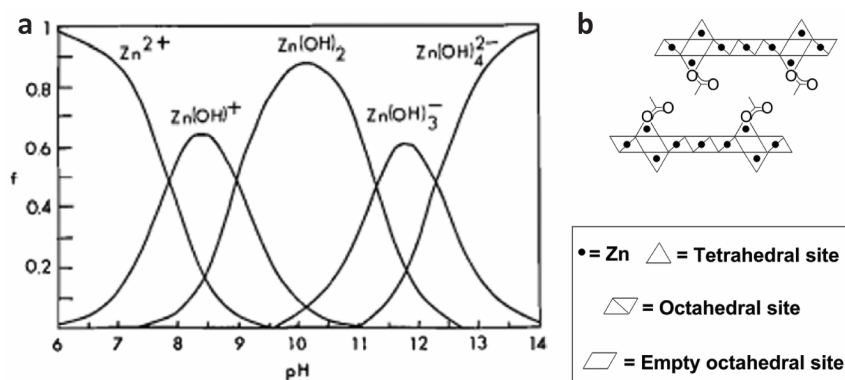 a
b
1
0.8
0.6
0.4
0.2
f
Zn2+
Zn(OH)+
Zn(OH)2
Zn(OH)3−
Zn(OH)42−
6 7 8 9 10 11 12 13 14
pH
O O
O O
O O
O O
= Zn = Tetrahedral site
= Octahedral site
= Empty octahedral site